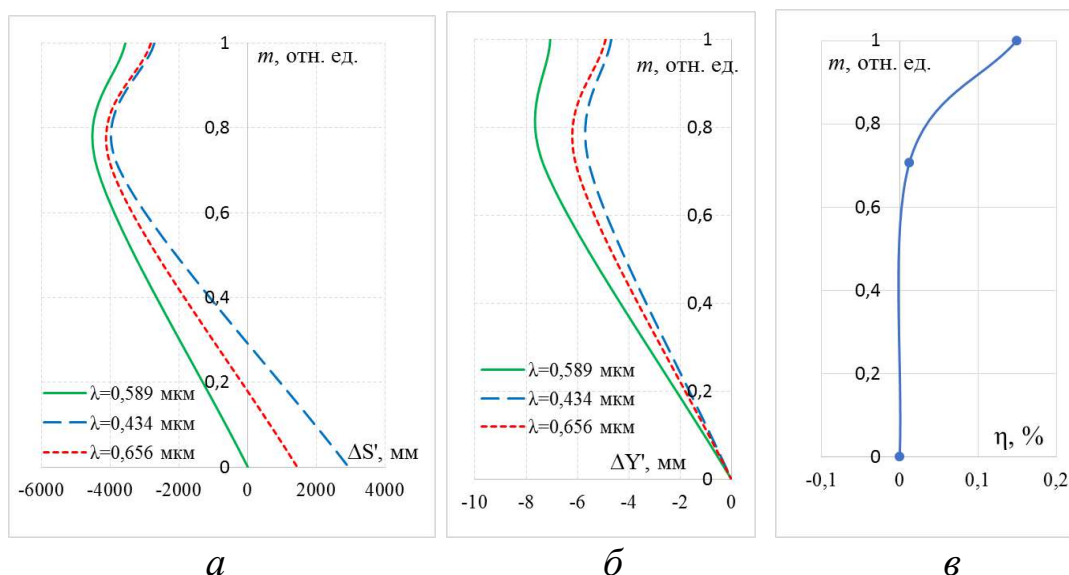 1
m, отн. ед.
0,8
0,6
0,4
0,2
0
λ=0,589 мкм
λ=0,434 мкм
λ=0,656 мкм
ΔS', мм
-6000 -4000 -2000 0 2000 4000
а
1
m, отн. ед.
0,8
0,6
0,4
0,2
0
λ=0,589 мкм
λ=0,434 мкм
λ=0,656 мкм
ΔY', мм
-10 -8 -6 -4 -2 0
б
1
m, отн. ед.
0,8
0,6
0,4
0,2
0
η, %
-0,1 0 0,1 0,2
в